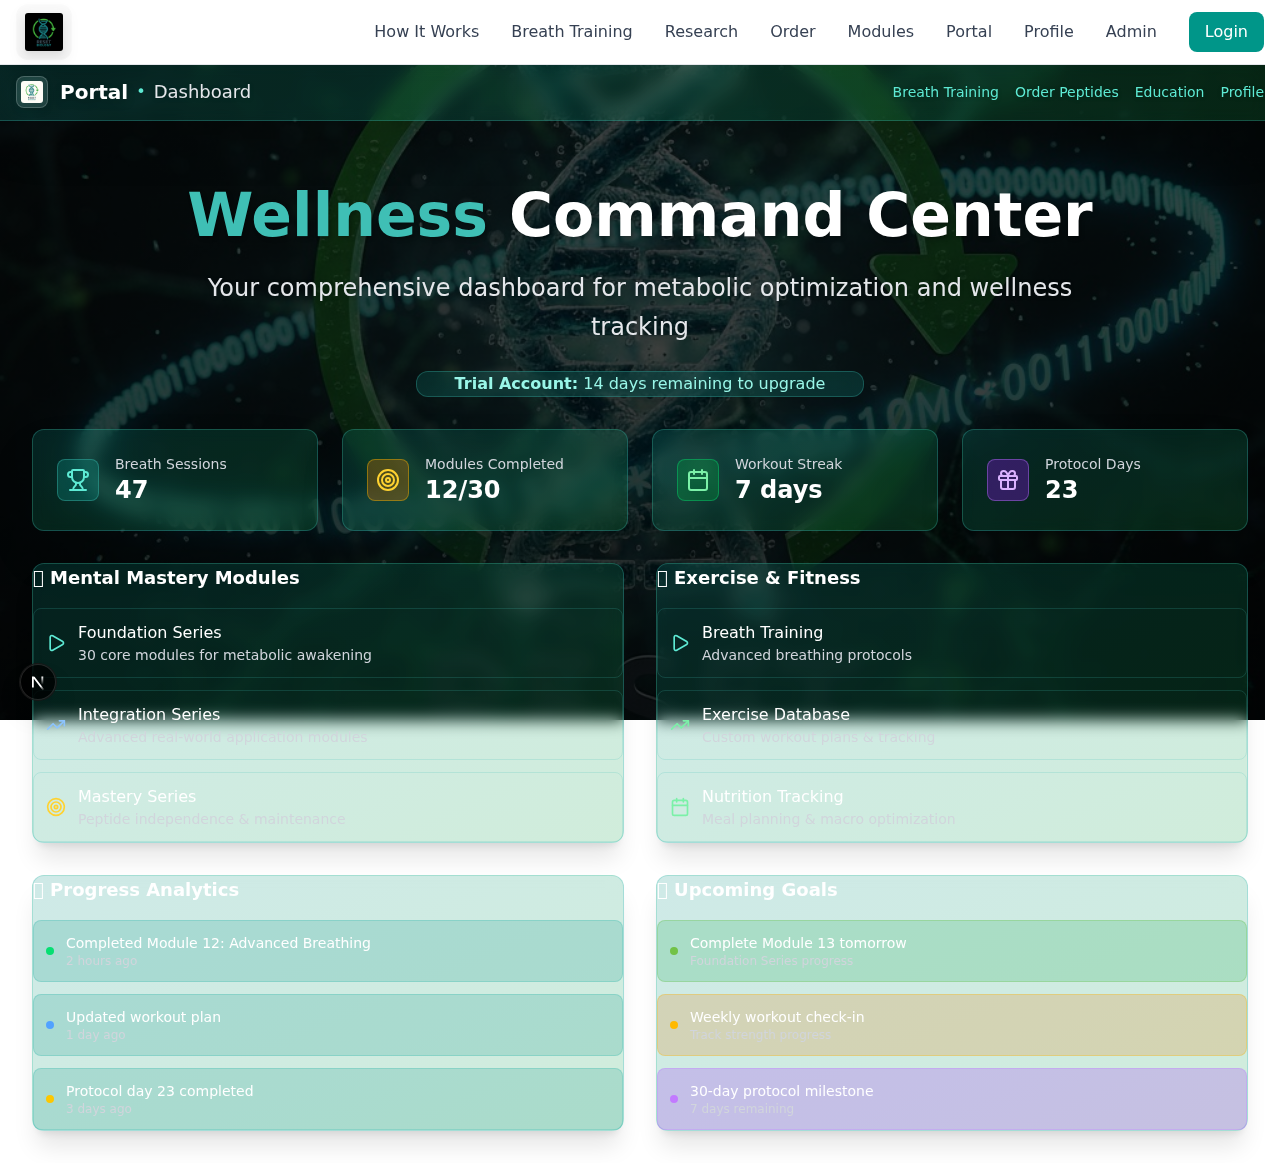 How It Works Breath Training Research Order Modules Portal Profile Admin Login
Portal • Dashboard Breath Training Order Peptides Education Profile
Wellness Command Center
Your comprehensive dashboard for metabolic optimization and wellness
tracking
Trial Account: 14 days remaining to upgrade
Breath Sessions
47
Modules Completed
12/30
Workout Streak
7 days
Protocol Days
23
Mental Mastery Modules
Foundation Series
30 core modules for metabolic awakening
Integration Series
Advanced real-world application modules
Mastery Series
Peptide independence & maintenance
Exercise & Fitness
Breath Training
Advanced breathing protocols
Exercise Database
Custom workout plans & tracking
Nutrition Tracking
Meal planning & macro optimization
Progress Analytics
Completed Module 12: Advanced Breathing
2 hours ago
Updated workout plan
1 day ago
Protocol day 23 completed
3 days ago
Upcoming Goals
Complete Module 13 tomorrow
Foundation Series progress
Weekly workout check-in
30-day protocol milestone
7 days remaining